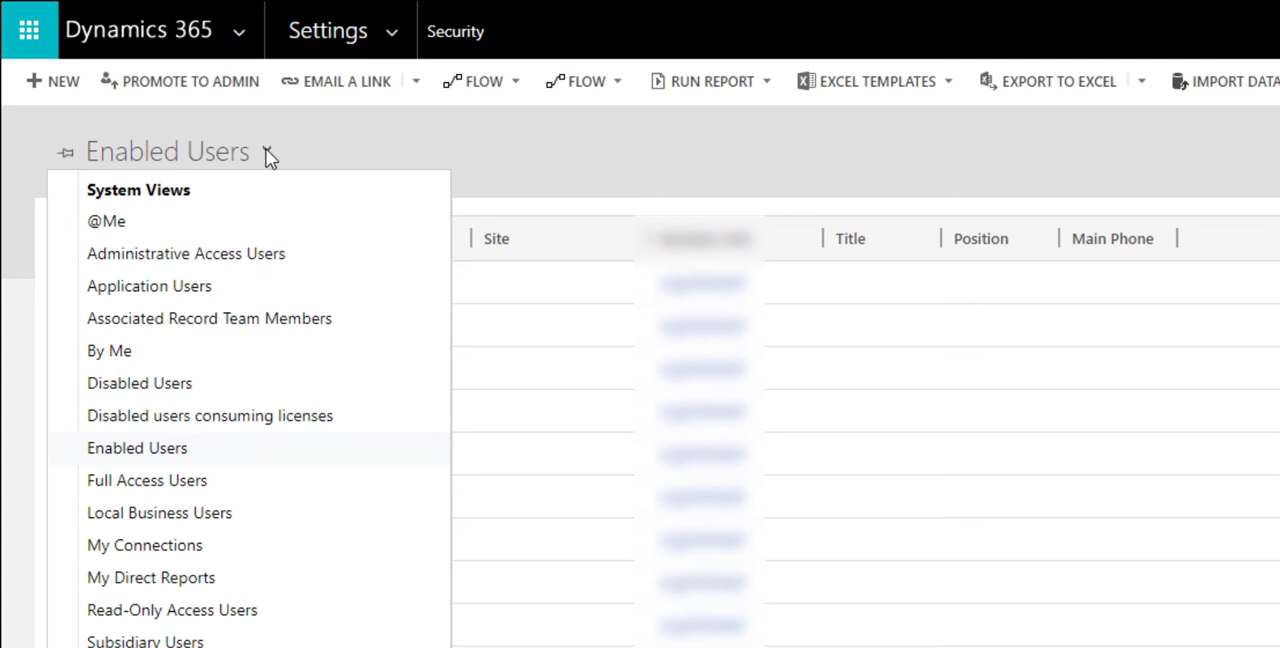 Dynamics 365 Settings Security
NEW PROMOTE TO ADMIN EMAIL A LINK FLOW FLOW RUN REPORT EXCEL TEMPLATES EXPORT TO EXCEL IMPORT DATA
Enabled Users
System Views
@Me
Administrative Access Users
Application Users
Associated Record Team Members
By Me
Disabled Users
Disabled users consuming licenses
Enabled Users
Full Access Users
Local Business Users
My Connections
My Direct Reports
Read-Only Access Users
Subsidiary Users
Site Title Position Main Phone